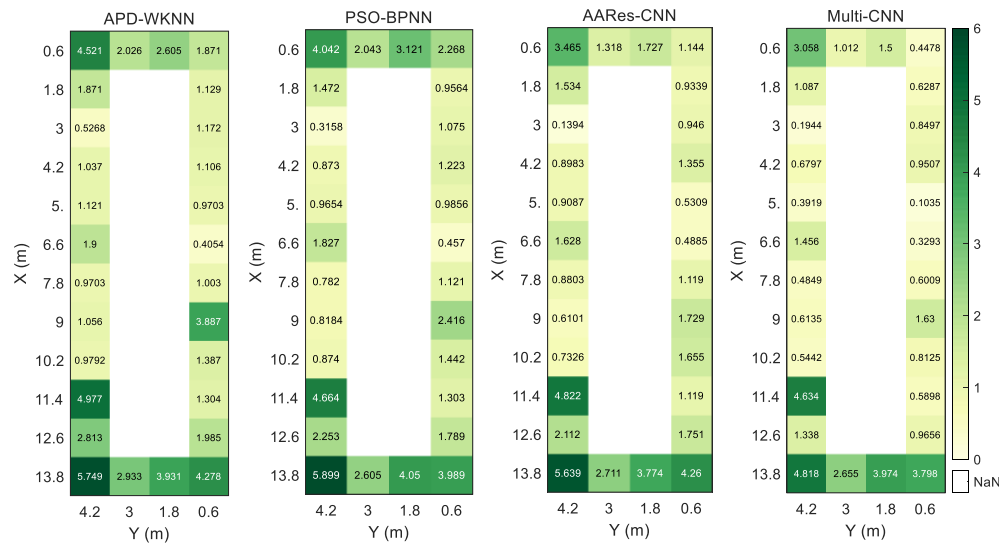 APD-WKNN
0.6 4.521 2.026 2.605 1.871
1.8 1.871 1.129
3 0.5268 1.172
4.2 1.037 1.106
5. 1.121 0.9703
6.6 1.9 0.4054
7.8 0.9703 1.003
9 1.056 3.887
10.2 0.9792 1.387
11.4 4.977 1.304
12.6 2.813 1.985
13.8 5.749 2.933 3.931 4.278
4.2 3 1.8 0.6
Y (m)
X (m)
PSO-BPNN
0.6 4.042 2.043 3.121 2.268
1.8 1.472 0.9564
3 0.3158 1.075
4.2 0.873 1.223
5. 0.9654 0.9856
6.6 1.827 0.457
7.8 0.782 1.121
9 0.8184 2.416
10.2 0.874 1.442
11.4 4.664 1.303
12.6 2.253 1.789
13.8 5.899 2.605 4.05 3.989
4.2 3 1.8 0.6
Y (m)
X (m)
AARes-CNN
0.6 3.465 1.318 1.727 1.144
1.8 1.534 0.9339
3 0.1394 0.946
4.2 0.8983 1.355
5. 0.9087 0.5309
6.6 1.628 0.4885
7.8 0.8803 1.119
9 0.6101 1.729
10.2 0.7326 1.655
11.4 4.822 1.119
12.6 2.112 1.751
13.8 5.639 2.711 3.774 4.26
4.2 3 1.8 0.6
Y (m)
X (m)
Multi-CNN
0.6 3.058 1.012 1.5 0.4478
1.8 1.087 0.6287
3 0.1944 0.8497
4.2 0.6797 0.9507
5. 0.3919 0.1035
6.6 1.456 0.3293
7.8 0.4849 0.6009
9 0.6135 1.63
10.2 0.5442 0.8125
11.4 4.634 0.5898
12.6 1.338 0.9656
13.8 4.818 2.655 3.974 3.798
4.2 3 1.8 0.6
Y (m)
X (m)
6
5
4
3
2
1
0
NaN